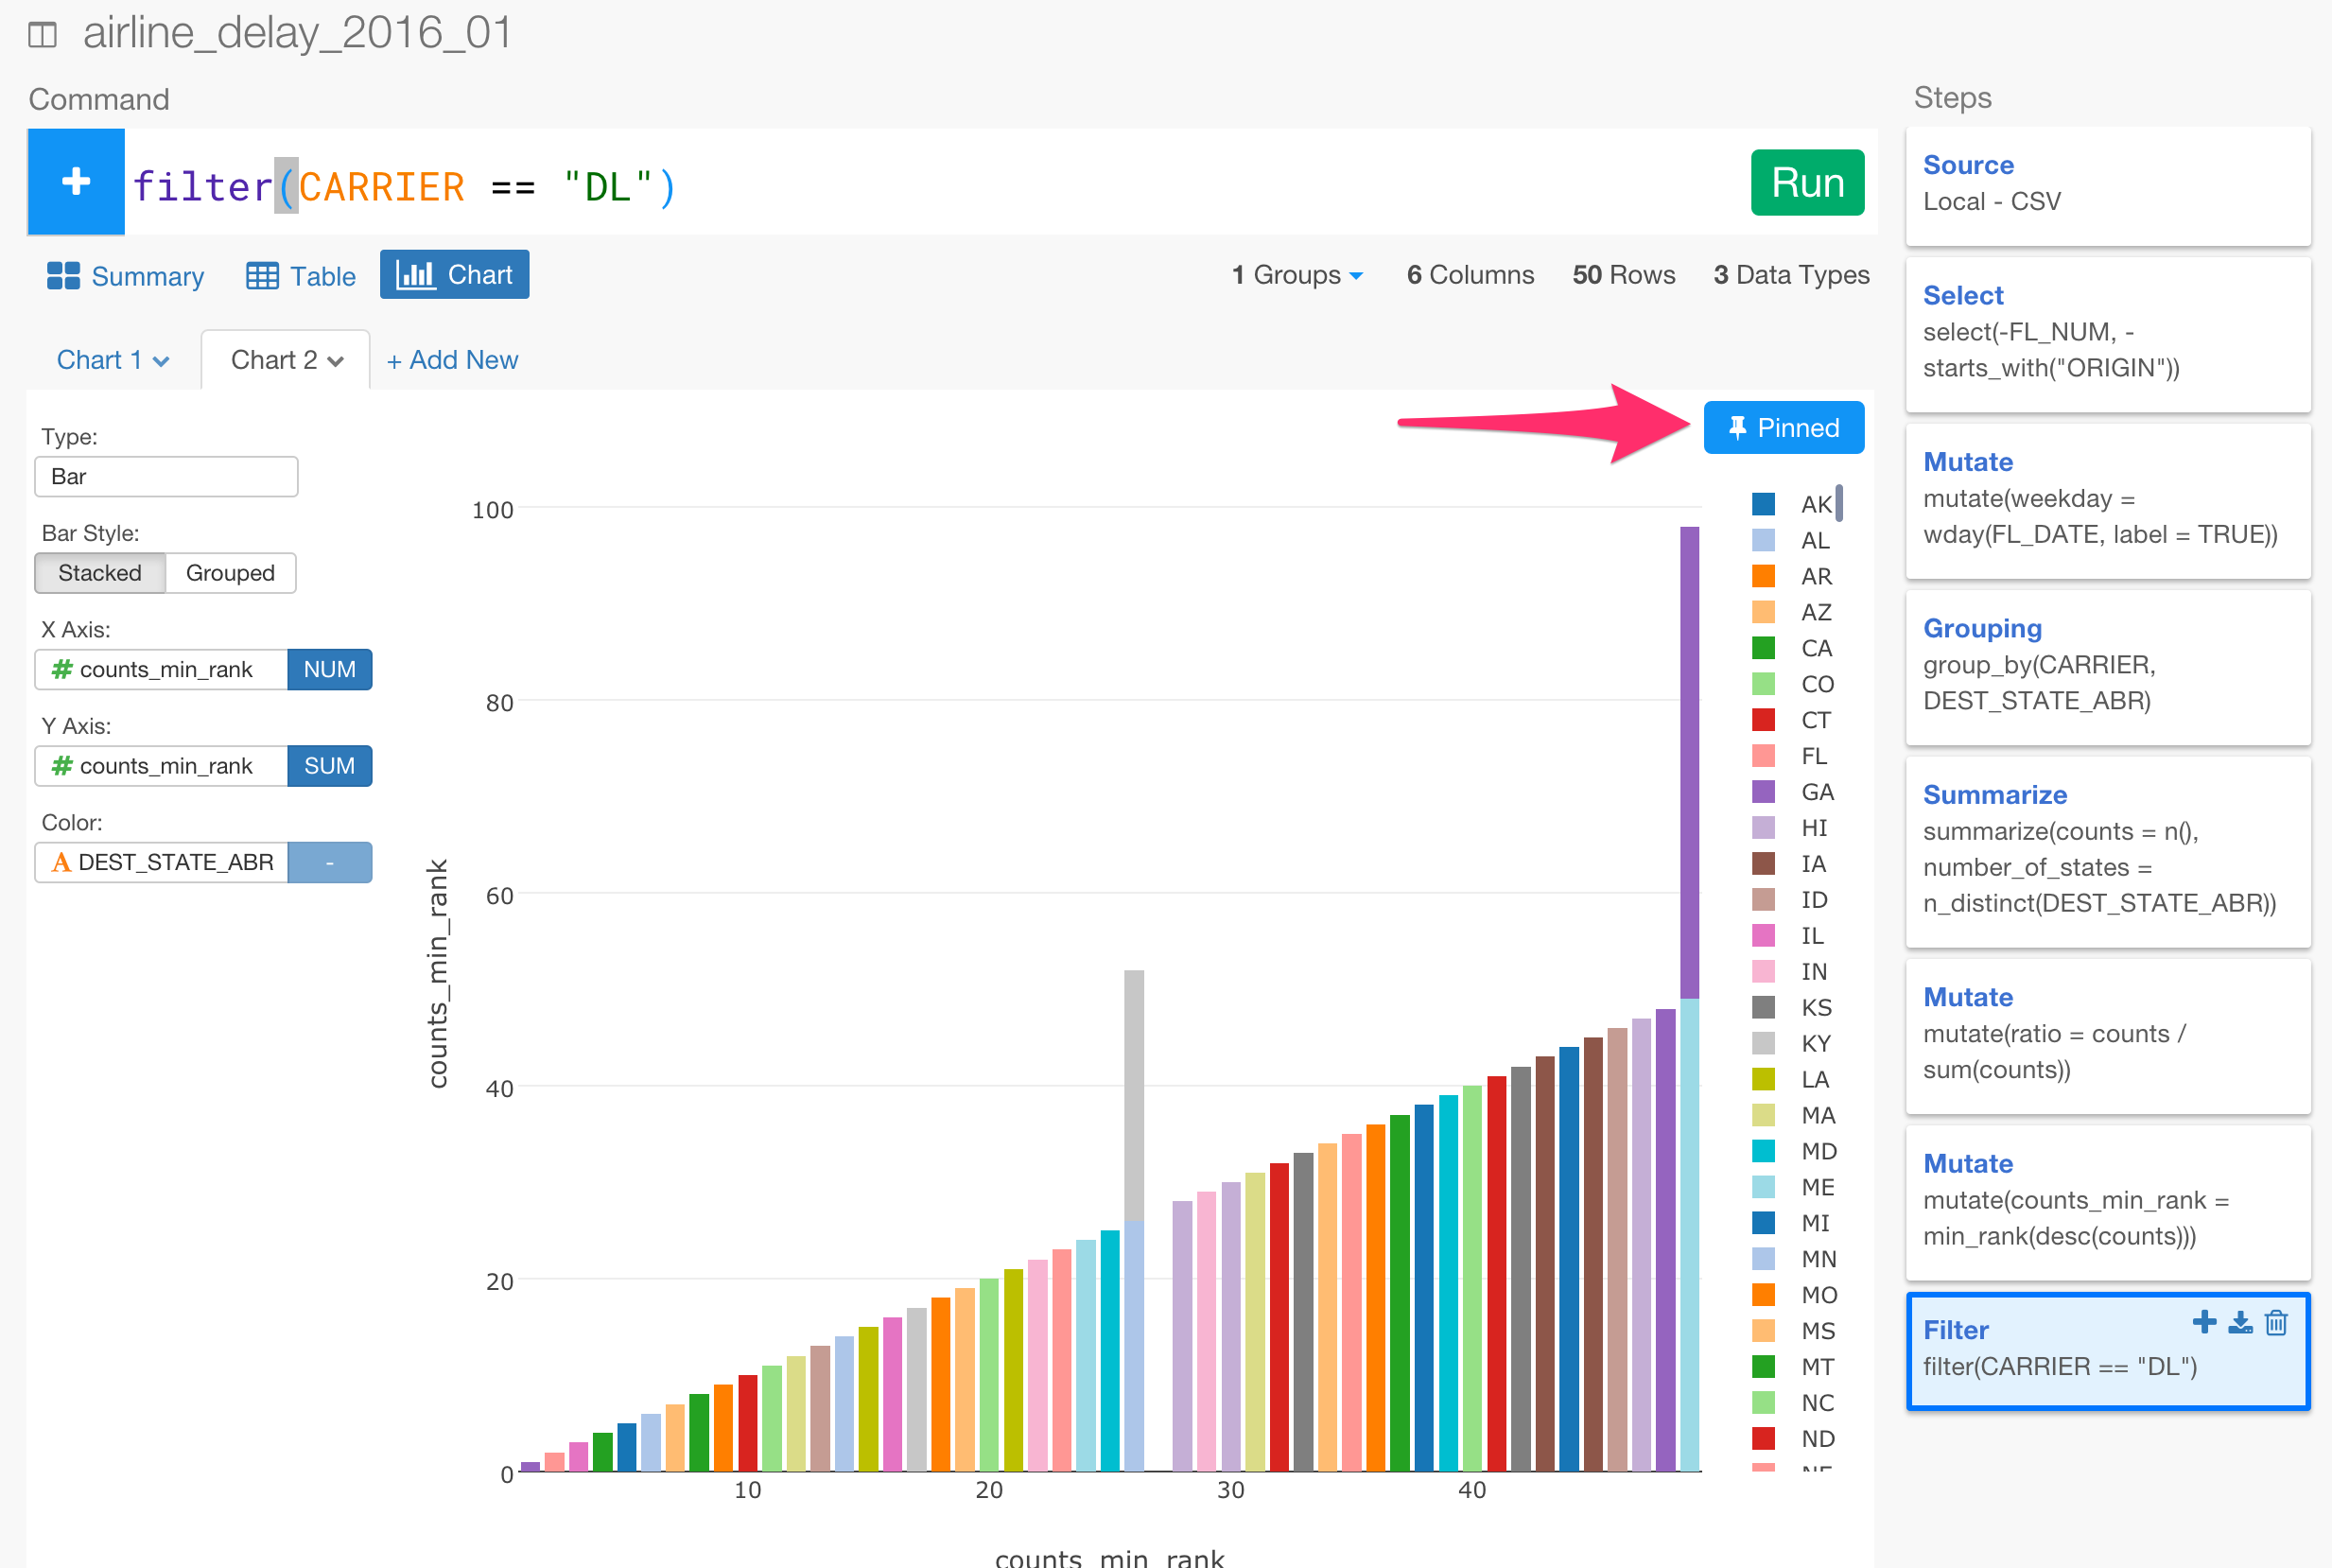 airline_delay_2016_01
Command
Steps
filter(CARRIER == "DL")
Run
Summary
Table
Chart
1 Groups
6 Columns
50 Rows
3 Data Types
Chart 1
Chart 2
+ Add New
Pinned
Type:
Bar
Bar Style:
Stacked
Grouped
X Axis:
# counts_min_rank
NUM
Y Axis:
# counts_min_rank
SUM
Color:
A DEST_STATE_ABR
-
counts_min_rank
100
80
60
40
20
0
10
20
30
40
counts_min_rank
AK
AL
AR
AZ
CA
CO
CT
FL
GA
HI
IA
ID
IL
IN
KS
KY
LA
MA
MD
ME
MI
MN
MO
MS
MT
NC
ND
Source
Local - CSV
Select
select(-FL_NUM, -
starts_with("ORIGIN"))
Mutate
mutate(weekday =
wday(FL_DATE, label = TRUE))
Grouping
group_by(CARRIER,
DEST_STATE_ABR)
Summarize
summarize(counts = n(),
number_of_states =
n_distinct(DEST_STATE_ABR))
Mutate
mutate(ratio = counts /
sum(counts))
Mutate
mutate(counts_min_rank =
min_rank(desc(counts)))
Filter
filter(CARRIER == "DL")